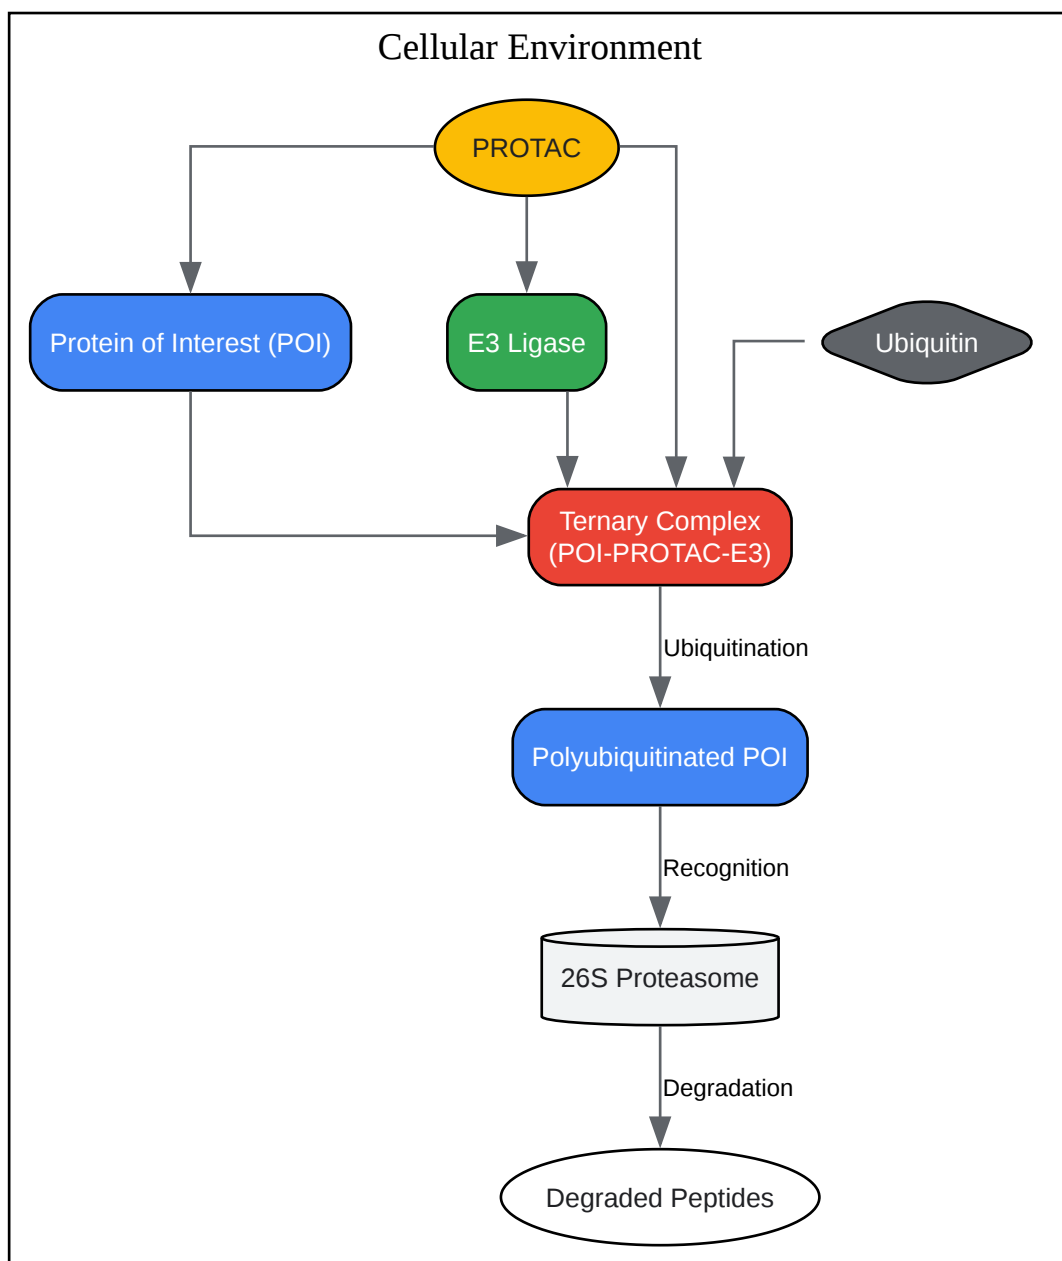 Cellular Environment
PROTAC
Protein of Interest (POI)
E3 Ligase
Ubiquitin
Ternary Complex
(POI-PROTAC-E3)
Ubiquitination
Polyubiquitinated POI
Recognition
26S Proteasome
Degradation
Degraded Peptides